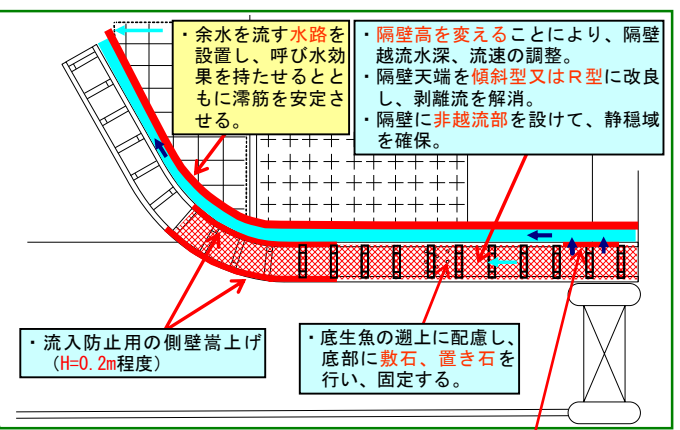 ・余水を流す水路を
設置し、呼び水効
果を持たせるとと
もに澪筋を安定さ
せる。
・隔壁高を変えることにより、隔壁
越流水深、流速の調整。
・隔壁天端を傾斜型又はＲ型に改良
し、剥離流を解消。
・隔壁に非越流部を設けて、静穏域
を確保。
・流入防止用の側壁嵩上げ
（H=0.2m程度）
・底生魚の遡上に配慮し、
底部に敷石、置き石を
行い、固定する。